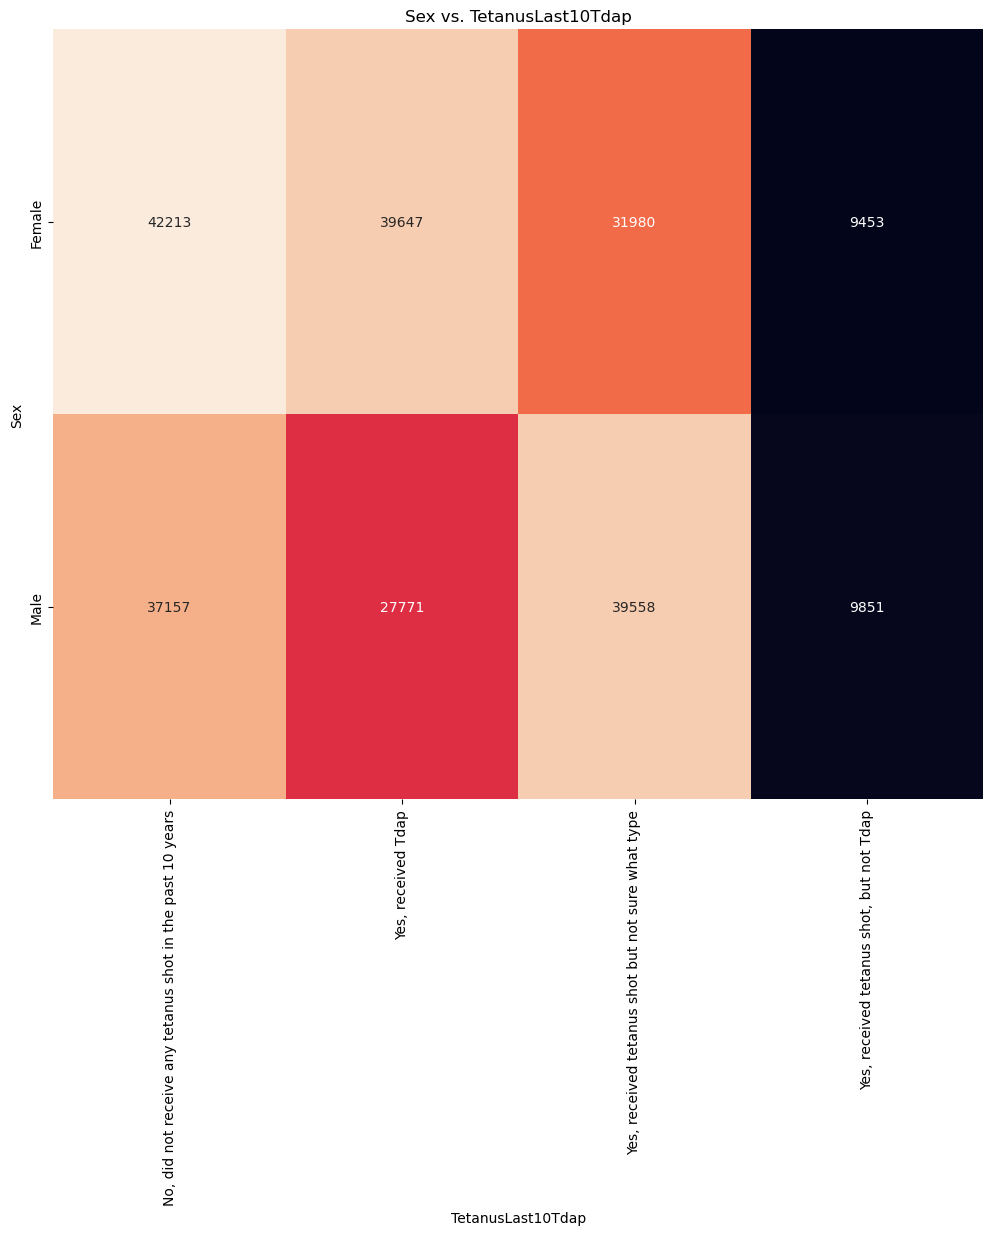 Sex vs. TetanusLast10Tdap
Female
42213
39647
31980
9453
Sex
Male
37157
27771
39558
9851
No, did not receive any tetanus shot in the past 10 years
Yes, received Tdap
Yes, received tetanus shot but not sure what type
Yes, received tetanus shot, but not Tdap
TetanusLast10Tdap